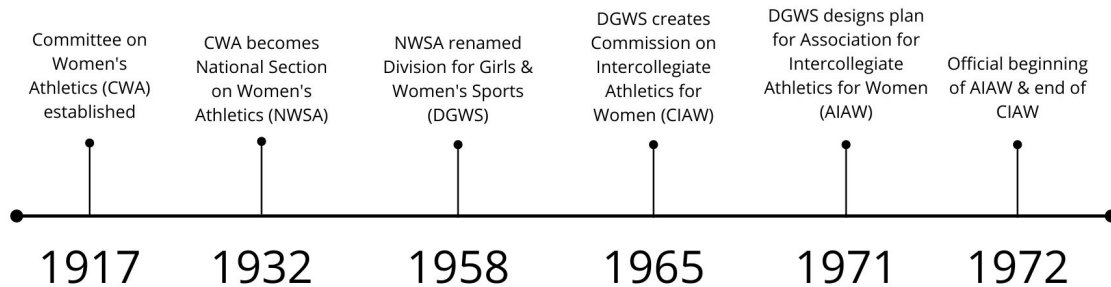 Committee on
Women's
Athletics (CWA)
established
CWA becomes
National Section
on Women's
Athletics (NWSA)
NWSA renamed
Division for Girls &
Women's Sports
(DGWS)
DGWS creates
Commission on
Intercollegiate
Athletics for
Women (CIAW)
DGWS designs plan
for Association for
Intercollegiate
Athletics for Women
(AIAW)
Official beginning
of AIAW & end of
CIAW
1917
1932
1958
1965
1971
1972